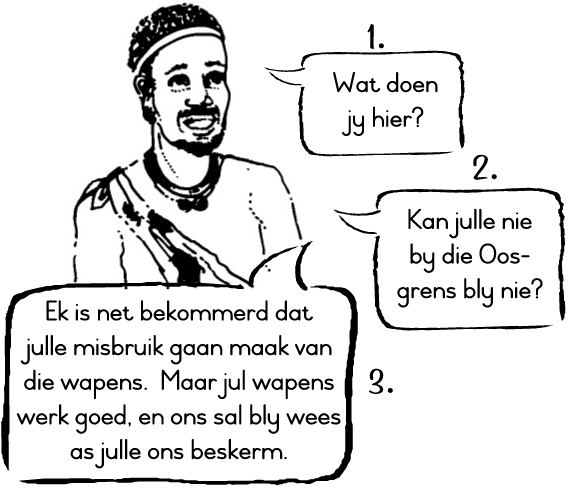 1.
Wat doen
jy hier?
2.
Kan julle nie
by die Oos-
grens bly nie?
Ek is net bekommerd dat
julle misbruik gaan maak van
die wapens. Maar jul wapens
werk goed, en ons sal bly wees
as julle ons beskerm.
3.